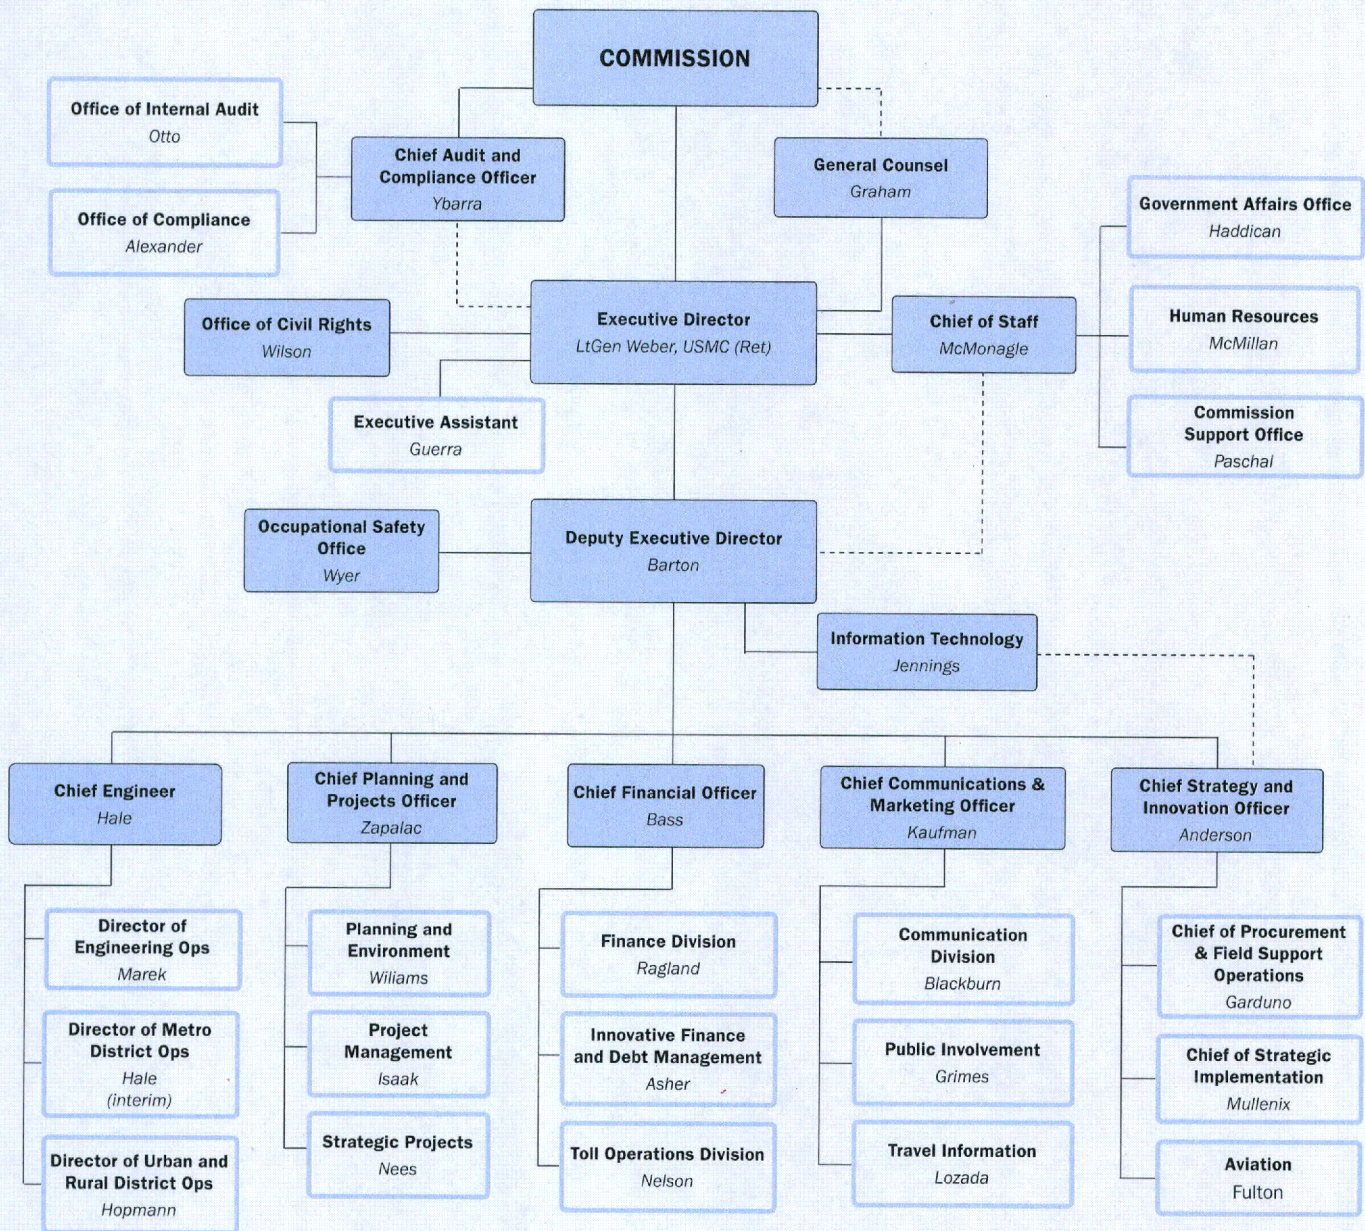 COMMISSION
Office of Internal Audit
Otto
Chief Audit and
Compliance Officer
Ybarra
General Counsel
Graham
Office of Compliance
Alexander
Government Affairs Office
Haddican
Office of Civil Rights
Wilson
Executive Director
LtGen Weber, USMC (Ret)
Chief of Staff
McMonagle
Human Resources
McMillan
Executive Assistant
Guerra
Commission
Support Office
Paschal
Occupational Safety
Office
Wyer
Deputy Executive Director
Barton
Information Technology
Jennings
Chief Engineer
Hale
Chief Planning and
Projects Officer
Zapalac
Chief Financial Officer
Bass
Chief Communications &
Marketing Officer
Kaufman
Chief Strategy and
Innovation Officer
Anderson
Director of
Engineering Ops
Marek
Director of Metro
District Ops
Hale
(interim)
Director of Urban and
Rural District Ops
Hopmann
Planning and
Environment
Wiliams
Project
Management
Isaak
Strategic Projects
Nees
Finance Division
Ragland
Innovative Finance
and Debt Management
Asher
Toll Operations Division
Nelson
Communication
Division
Blackburn
Public Involvement
Grimes
Travel Information
Lozada
Chief of Procurement
& Field Support
Operations
Garduno
Chief of Strategic
Implementation
Mullenix
Aviation
Fulton